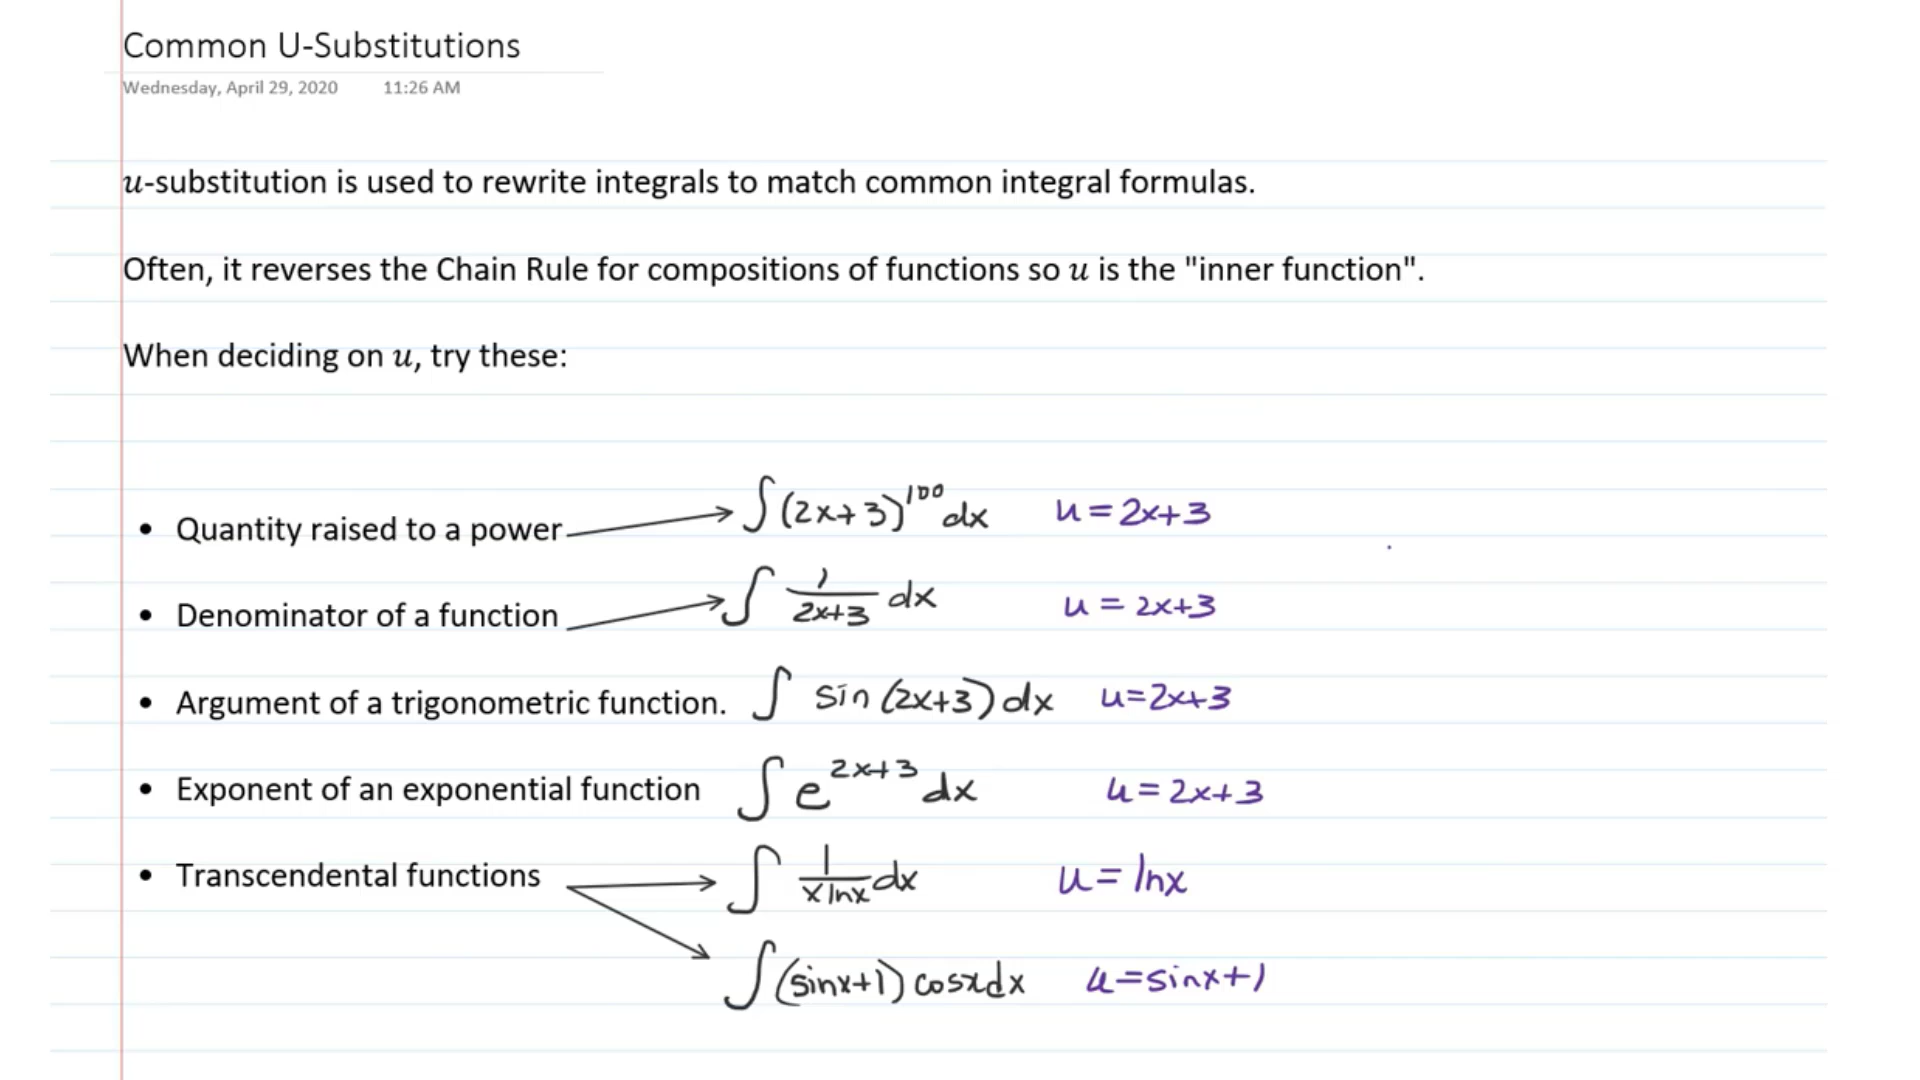 Common U-Substitutions
Wednesday, April 29, 2020 11:26 AM
u-substitution is used to rewrite integrals to match common integral formulas.
Often, it reverses the Chain Rule for compositions of functions so u is the "inner function".
When deciding on u, try these:
• Quantity raised to a power → ∫(2x+3)^100 dx u = 2x+3
• Denominator of a function → ∫ 1/(2x+3) dx u = 2x+3
• Argument of a trigonometric function. ∫ sin(2x+3)dx u=2x+3
• Exponent of an exponential function ∫ e^(2x+3) dx u = 2x+3
• Transcendental functions → ∫ 1/(x lnx) dx u = lnx
→ ∫(sinx+1) cosx dx u=sinx+1